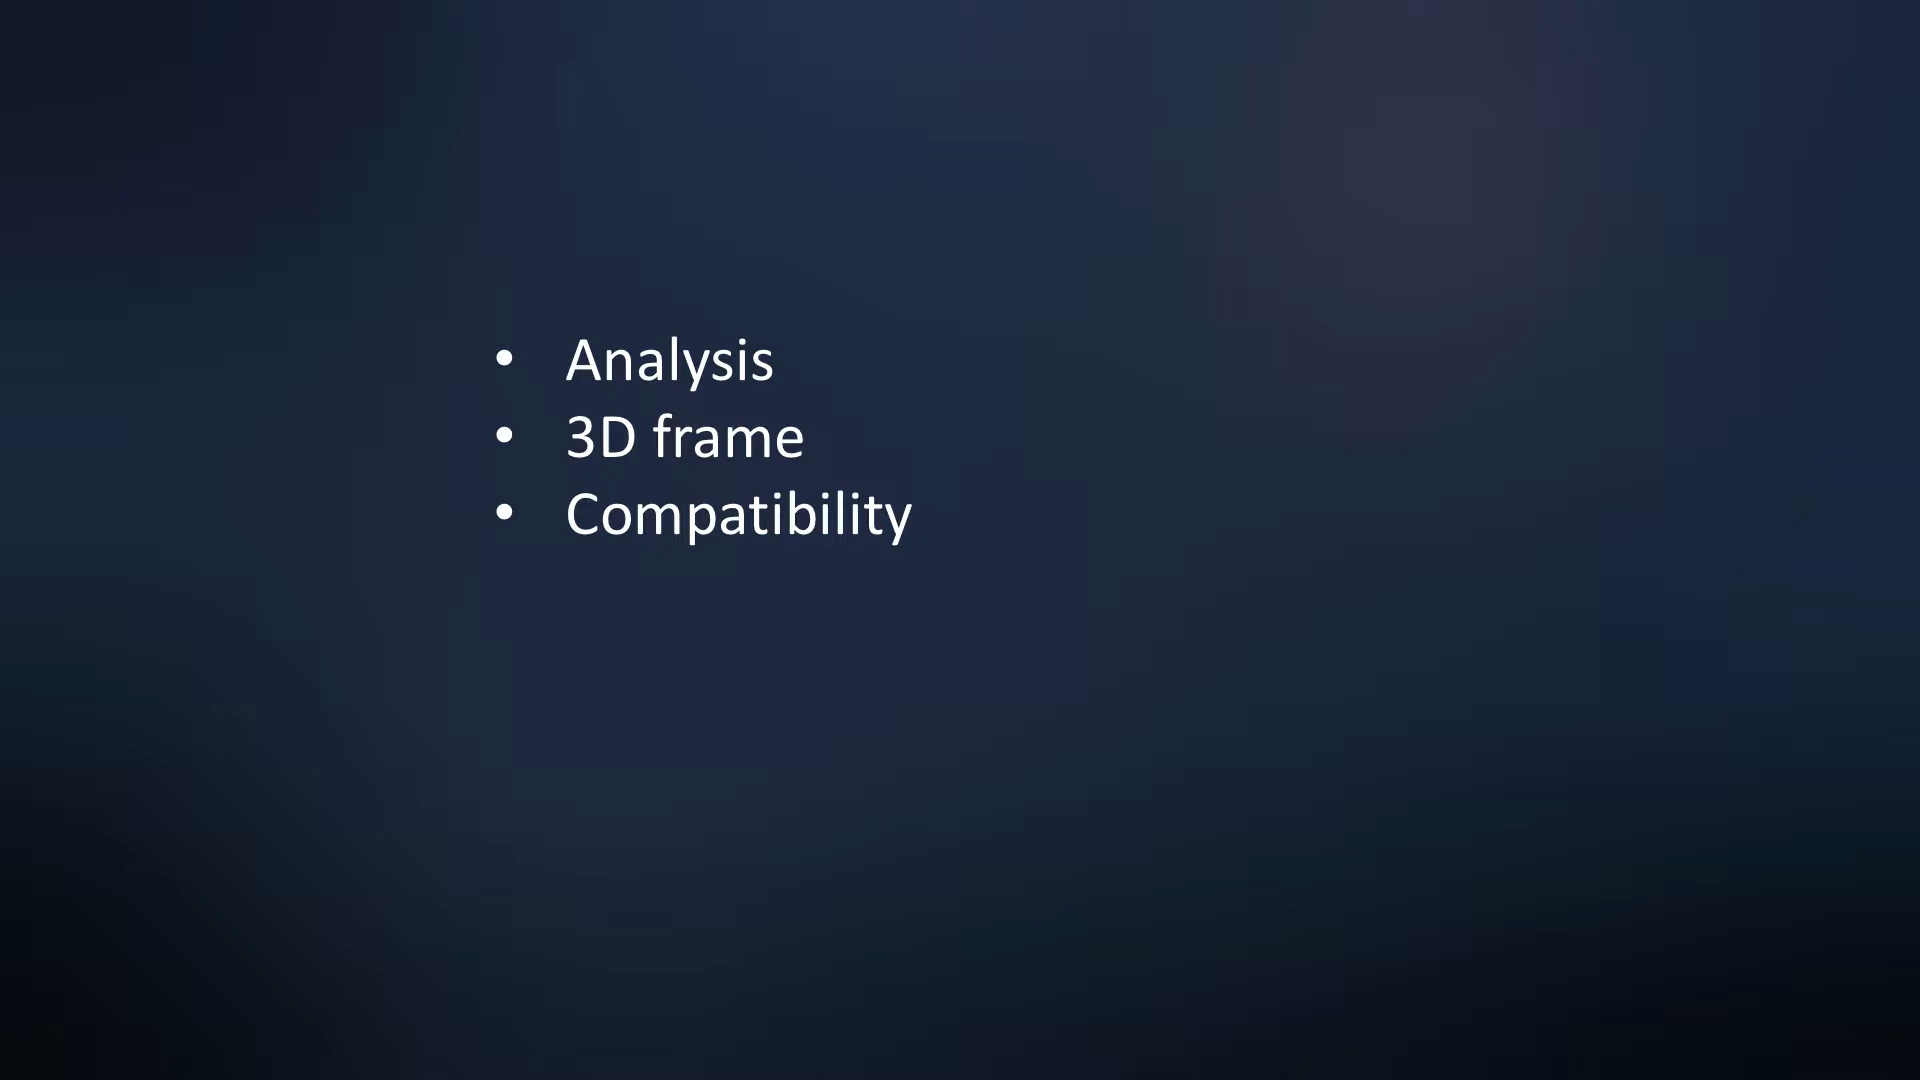 • Analysis
• 3D frame
• Compatibility